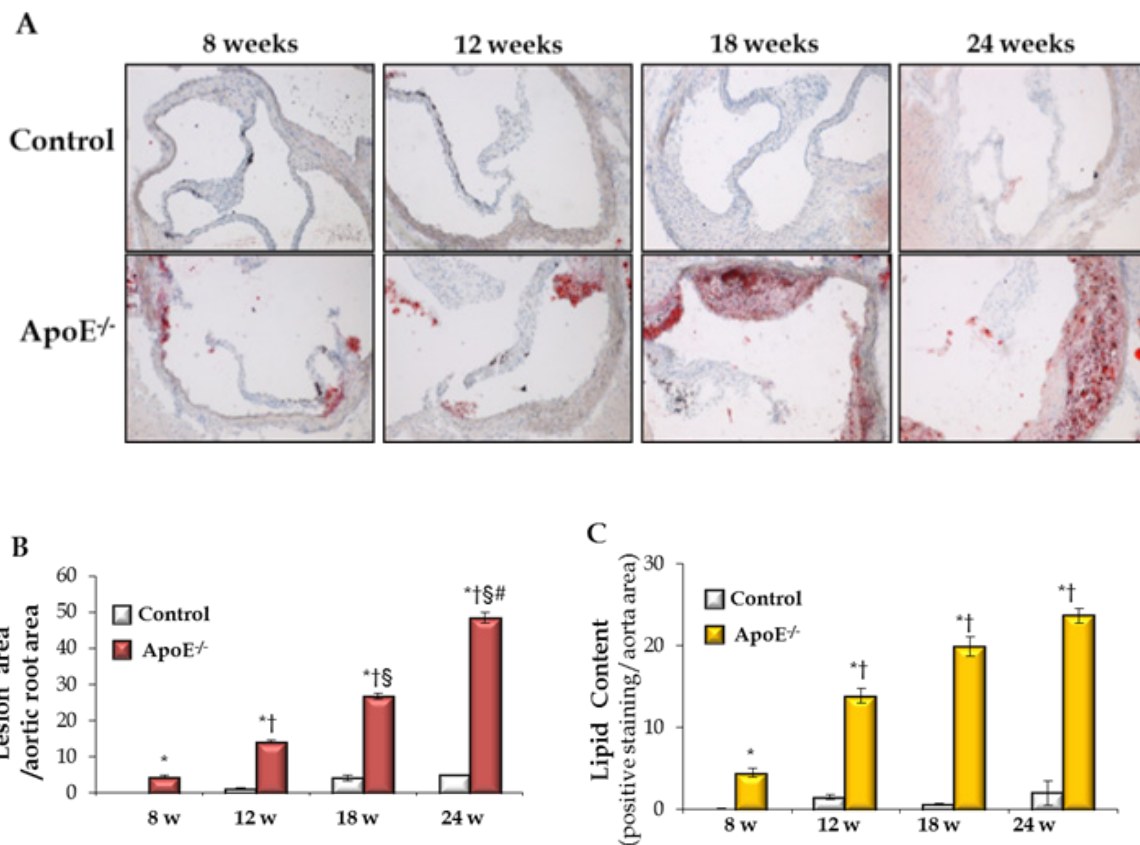 A
8 weeks 12 weeks 18 weeks 24 weeks
Control
ApoE-/-
B
Lesion area
/aortic root area
60
50
40
30
20
10
0
Control
ApoE-/-
*
*†
*†§
*†§#
8 w 12 w 18 w 24 w
C
Lipid Content
(positive staining/ aorta area)
30
20
10
0
Control
ApoE-/-
*
*†
*†
*†
8 w 12 w 18 w 24 w